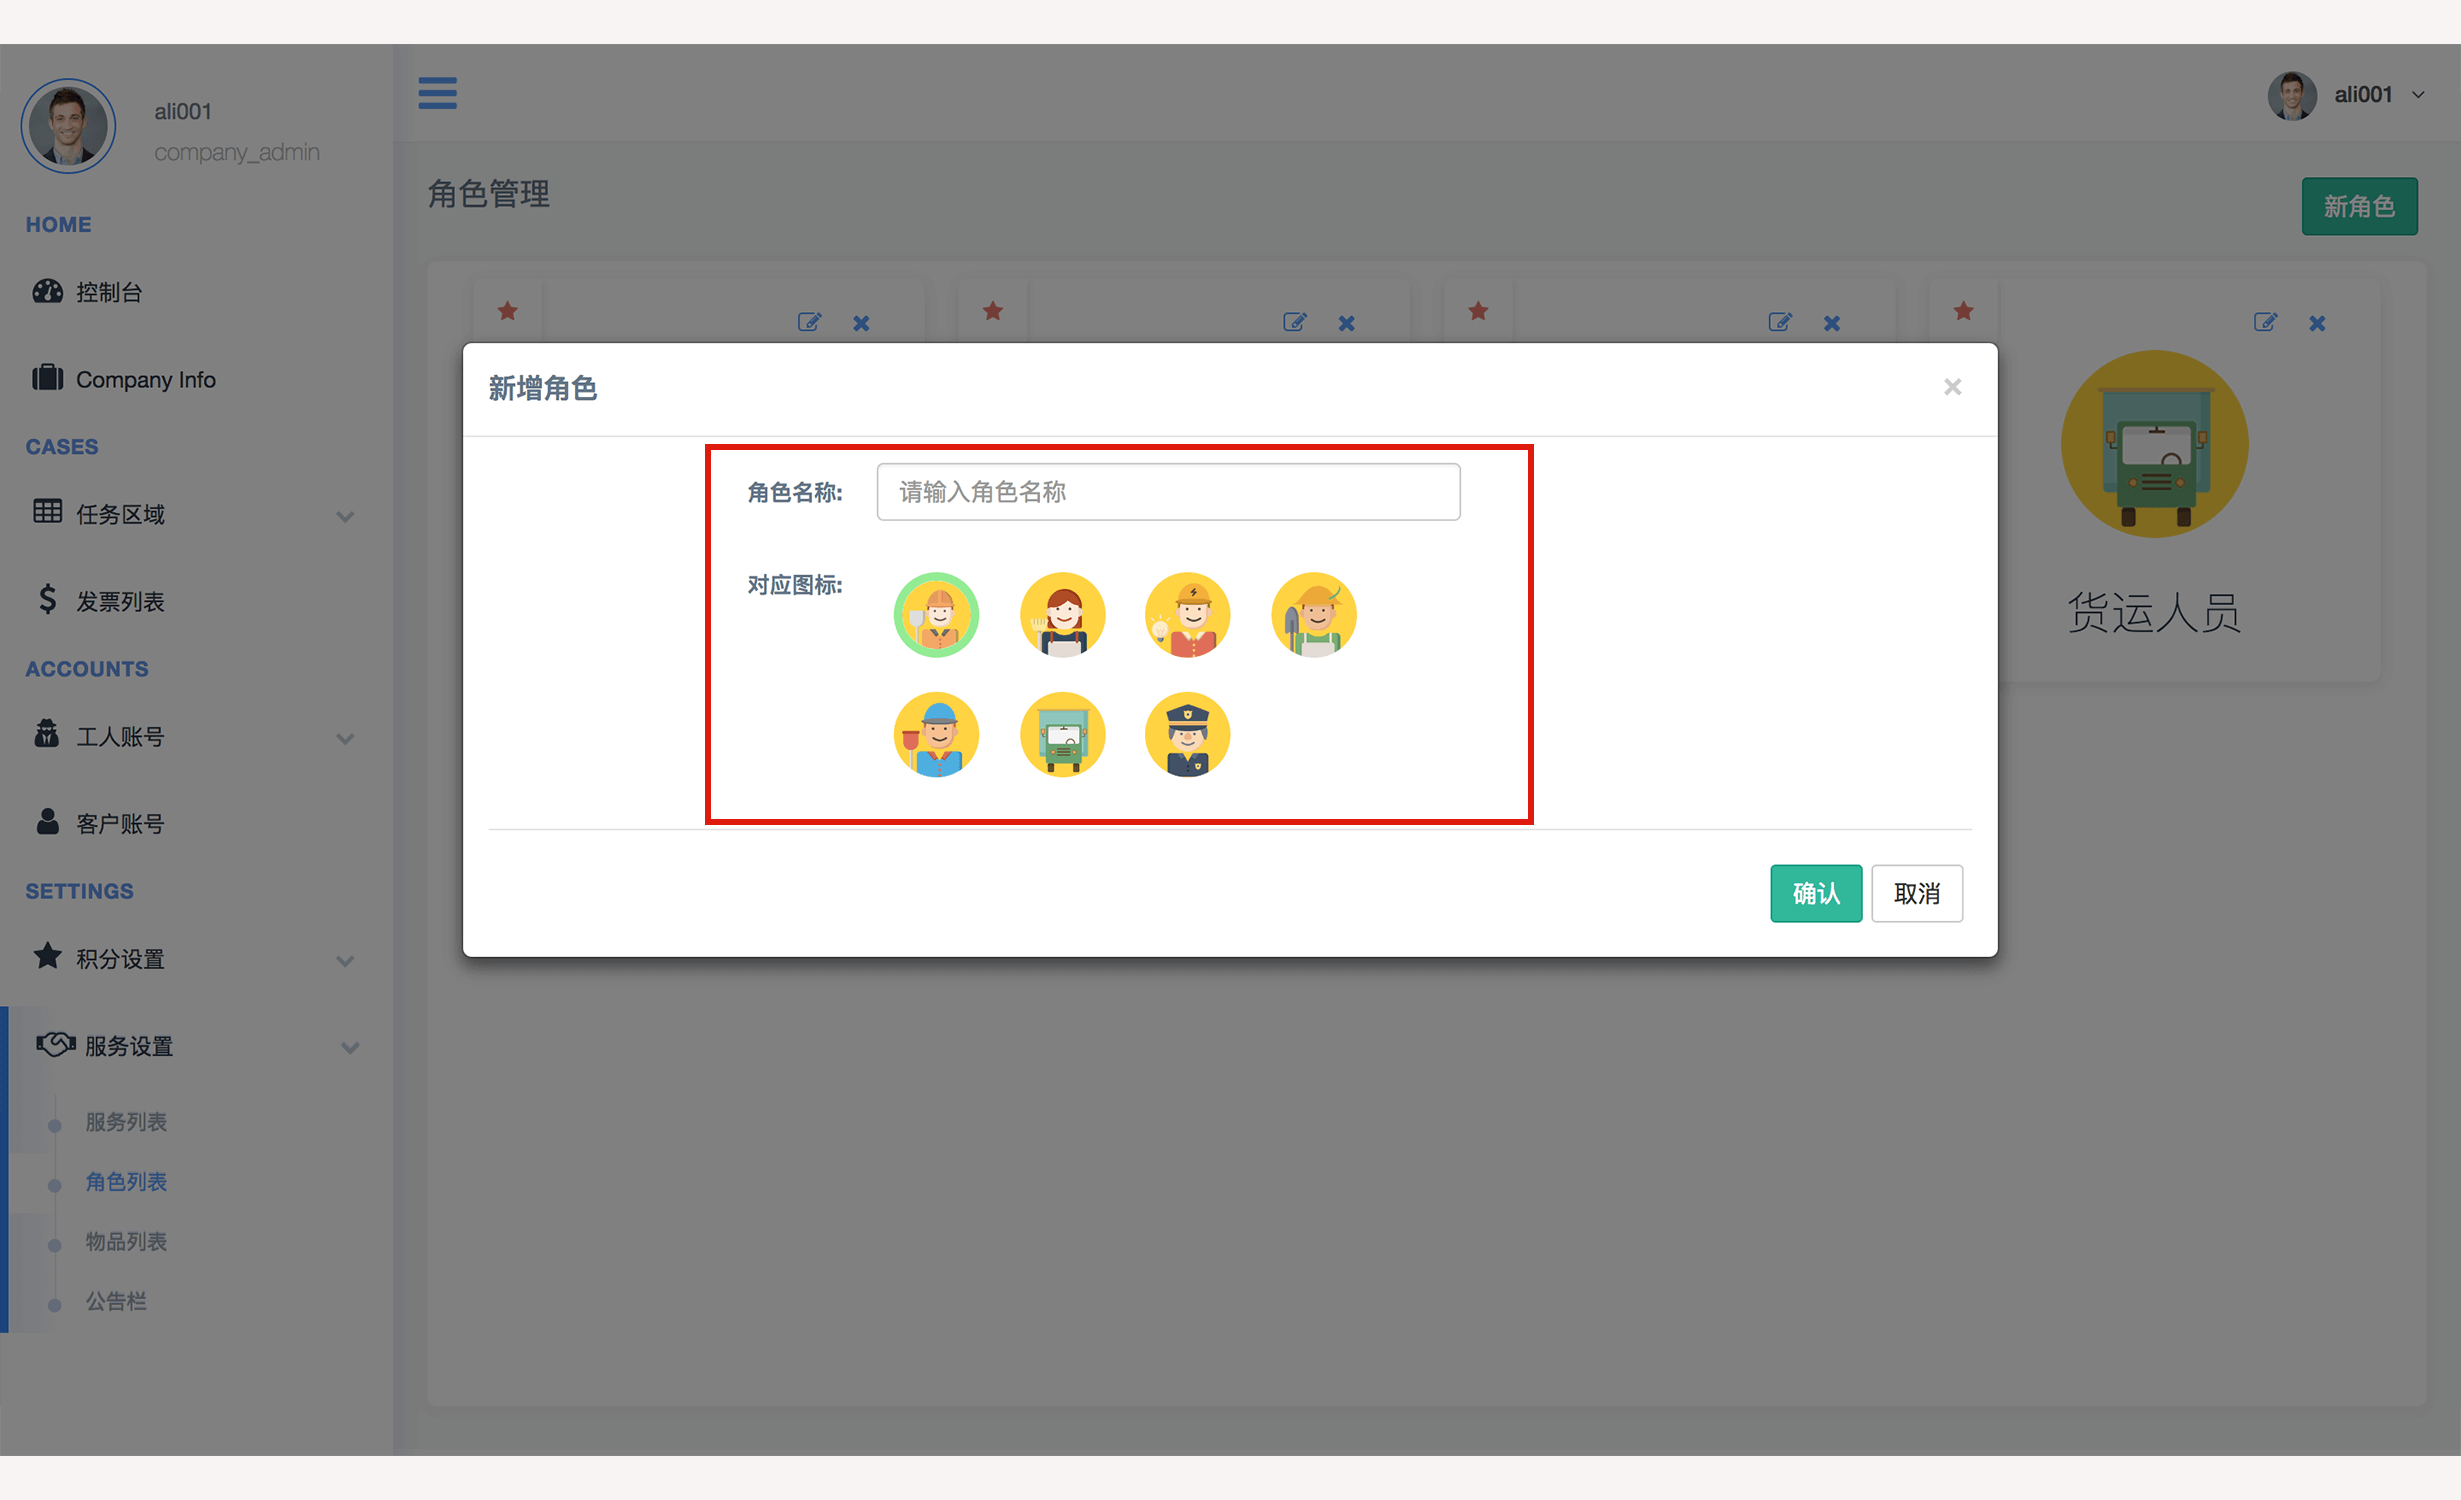 ali001
company_admin
HOME
控制台
Company Info
CASES
任务区域
发票列表
ACCOUNTS
工人账号
客户账号
SETTINGS
积分设置
服务设置
服务列表
角色列表
物品列表
公告栏
ali001
角色管理
新角色
货运人员
新增角色
×
角色名称:
请输入角色名称
对应图标:
确认
取消